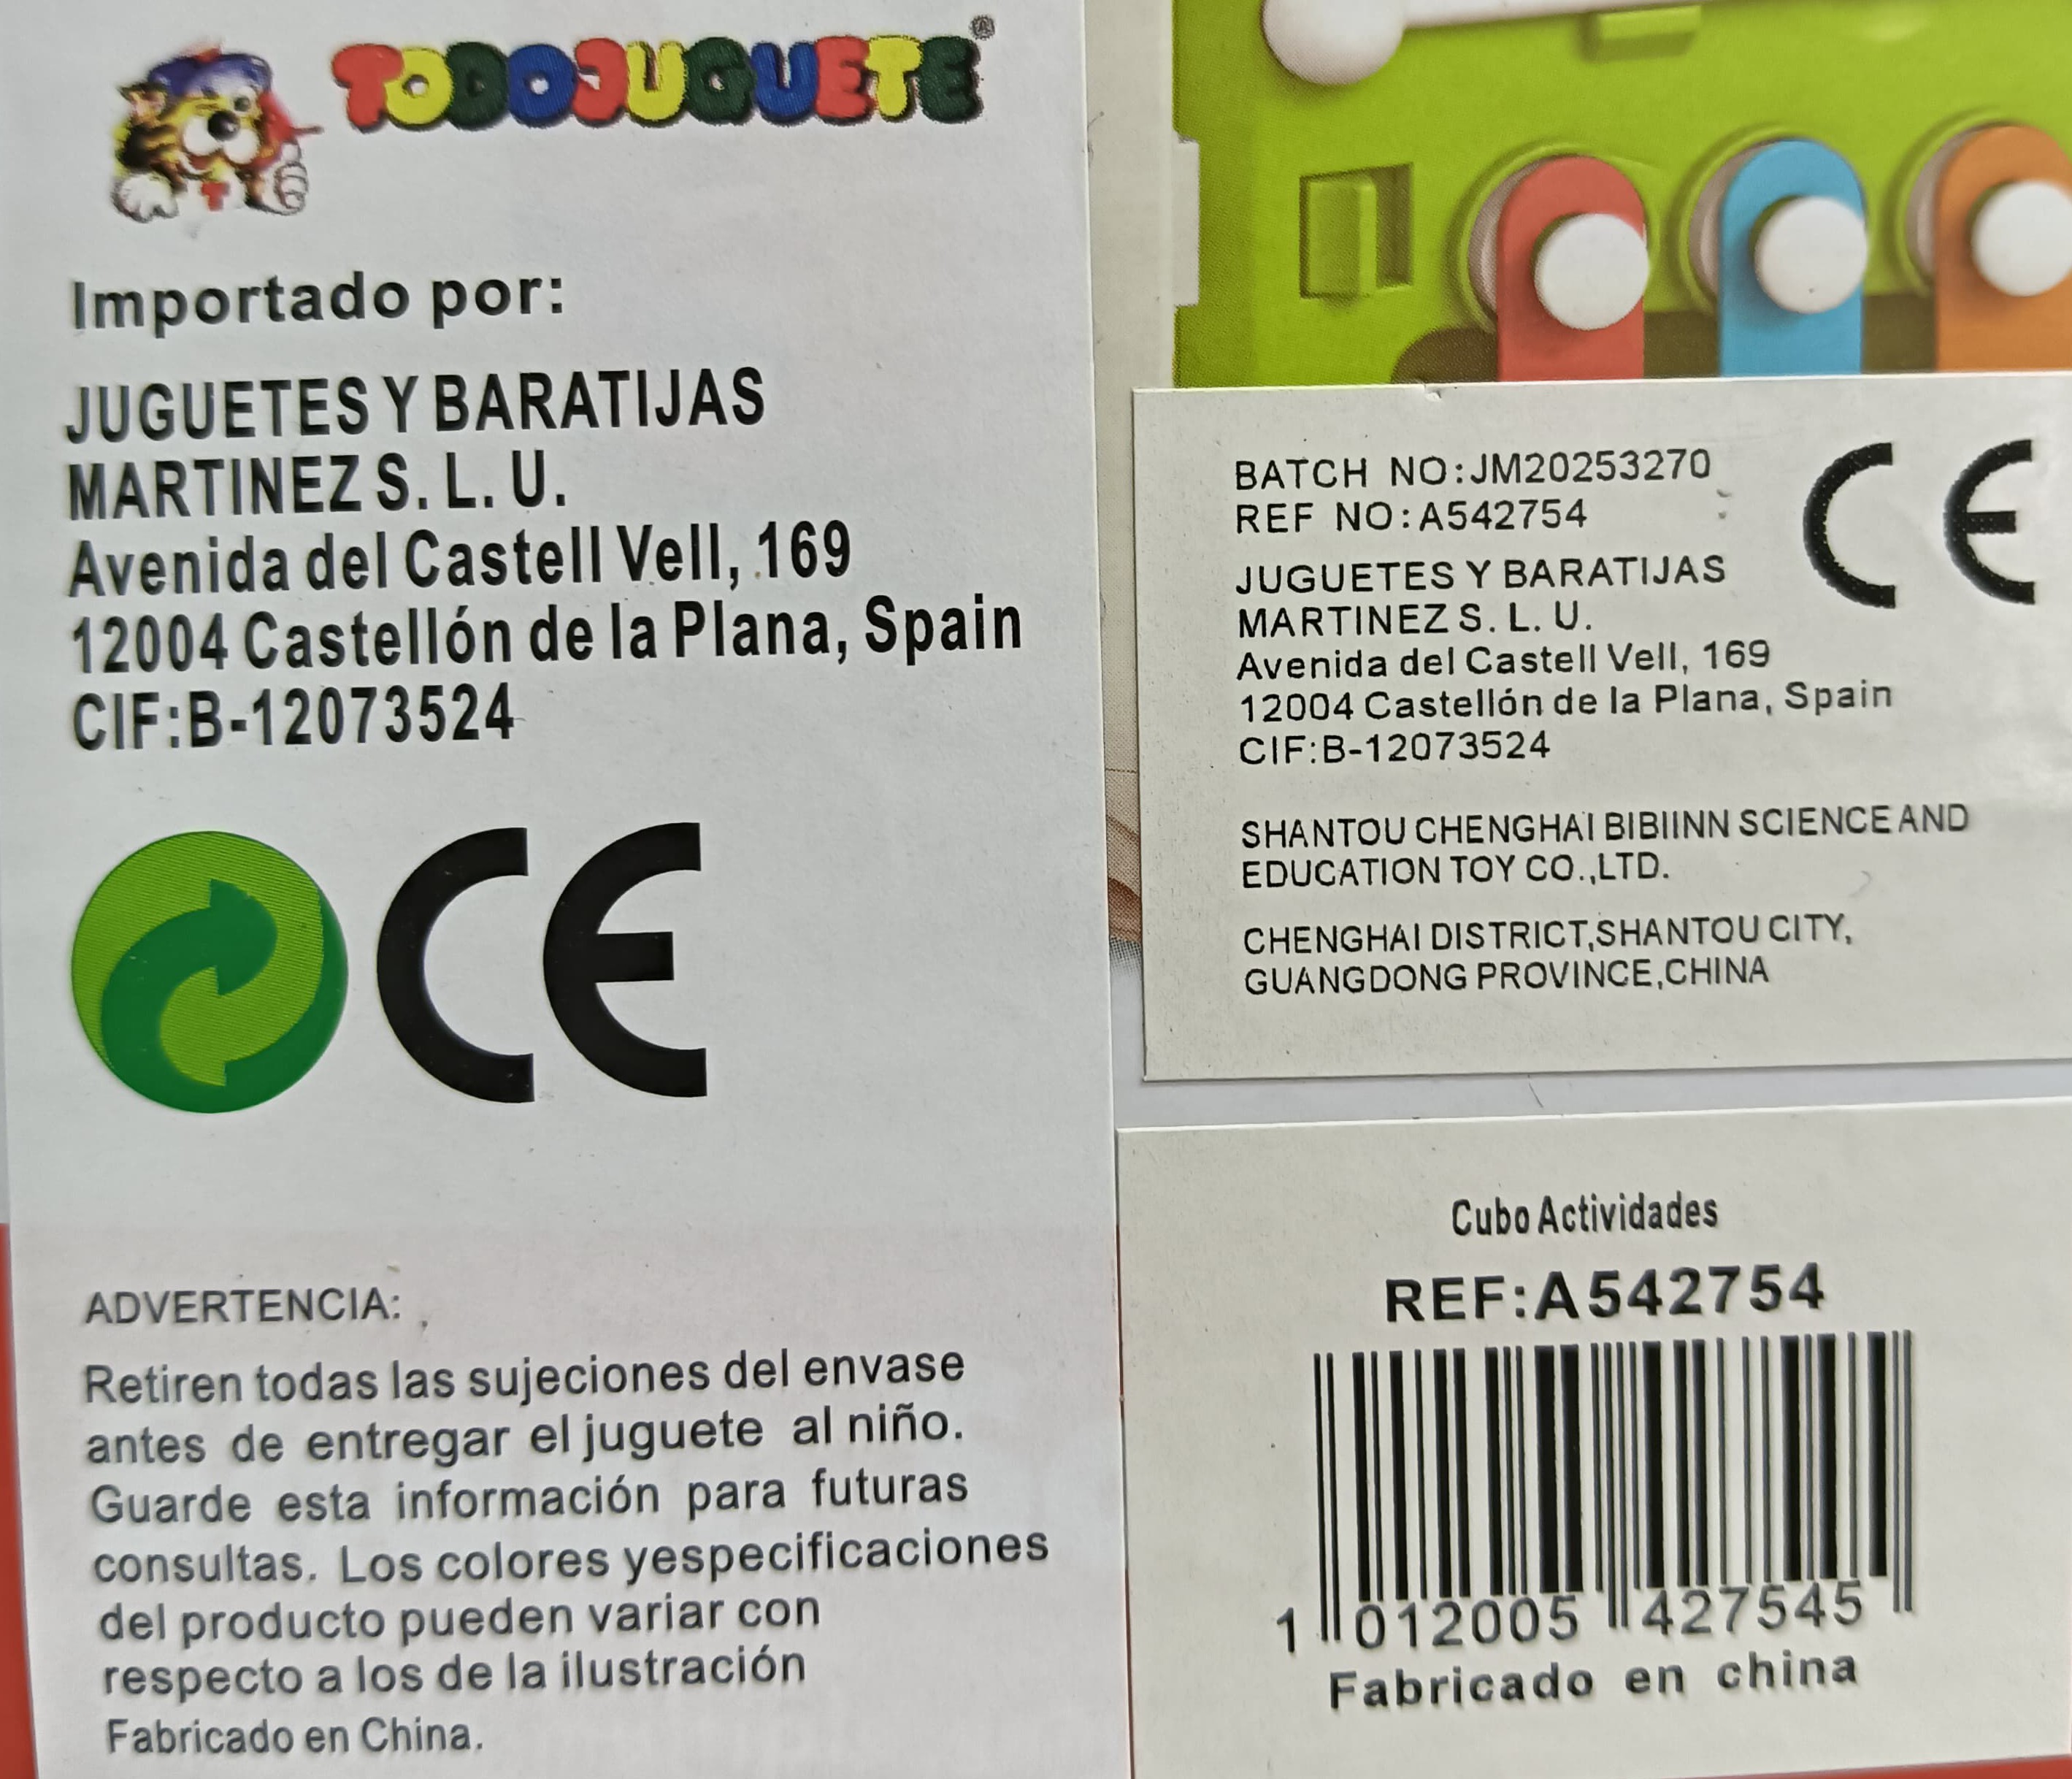 TODOJUGUETE®
Importado por:
JUGUETES Y BARATIJAS
MARTINEZ S. L. U.
Avenida del Castell Vell, 169
12004 Castellón de la Plana, Spain
CIF:B-12073524
CE
ADVERTENCIA:
Retiren todas las sujeciones del envase
antes de entregar el juguete al niño.
Guarde esta información para futuras
consultas. Los colores yespecificaciones
del producto pueden variar con
respecto a los de la ilustración
Fabricado en China.
BATCH NO:JM20253270
REF NO:A542754
CE
JUGUETES Y BARATIJAS
MARTINEZ S. L. U.
Avenida del Castell Vell, 169
12004 Castellón de la Plana, Spain
CIF:B-12073524
SHANTOU CHENGHAI BIBIINN SCIENCE AND
EDUCATION TOY CO.,LTD.
CHENGHAI DISTRICT,SHANTOU CITY,
GUANGDONG PROVINCE,CHINA
Cubo Actividades
REF:A542754
1 012005 427545
Fabricado en china